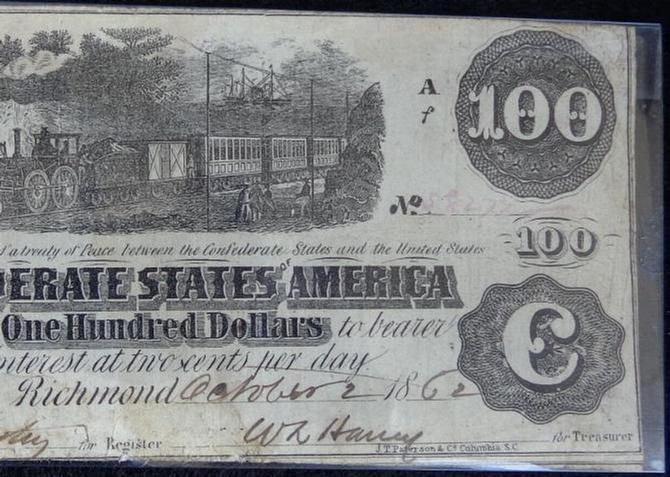 A
f
100
No.
of a treaty of Peace between the Confederate States and the United States
100
ERATE STATES OF AMERICA
One Hundred Dollars to bearer
interest at two cents per day.
Richmond October 2 1862
C
for Register
for Treasurer
J.T. Paterson & Co. Columbia S.C.